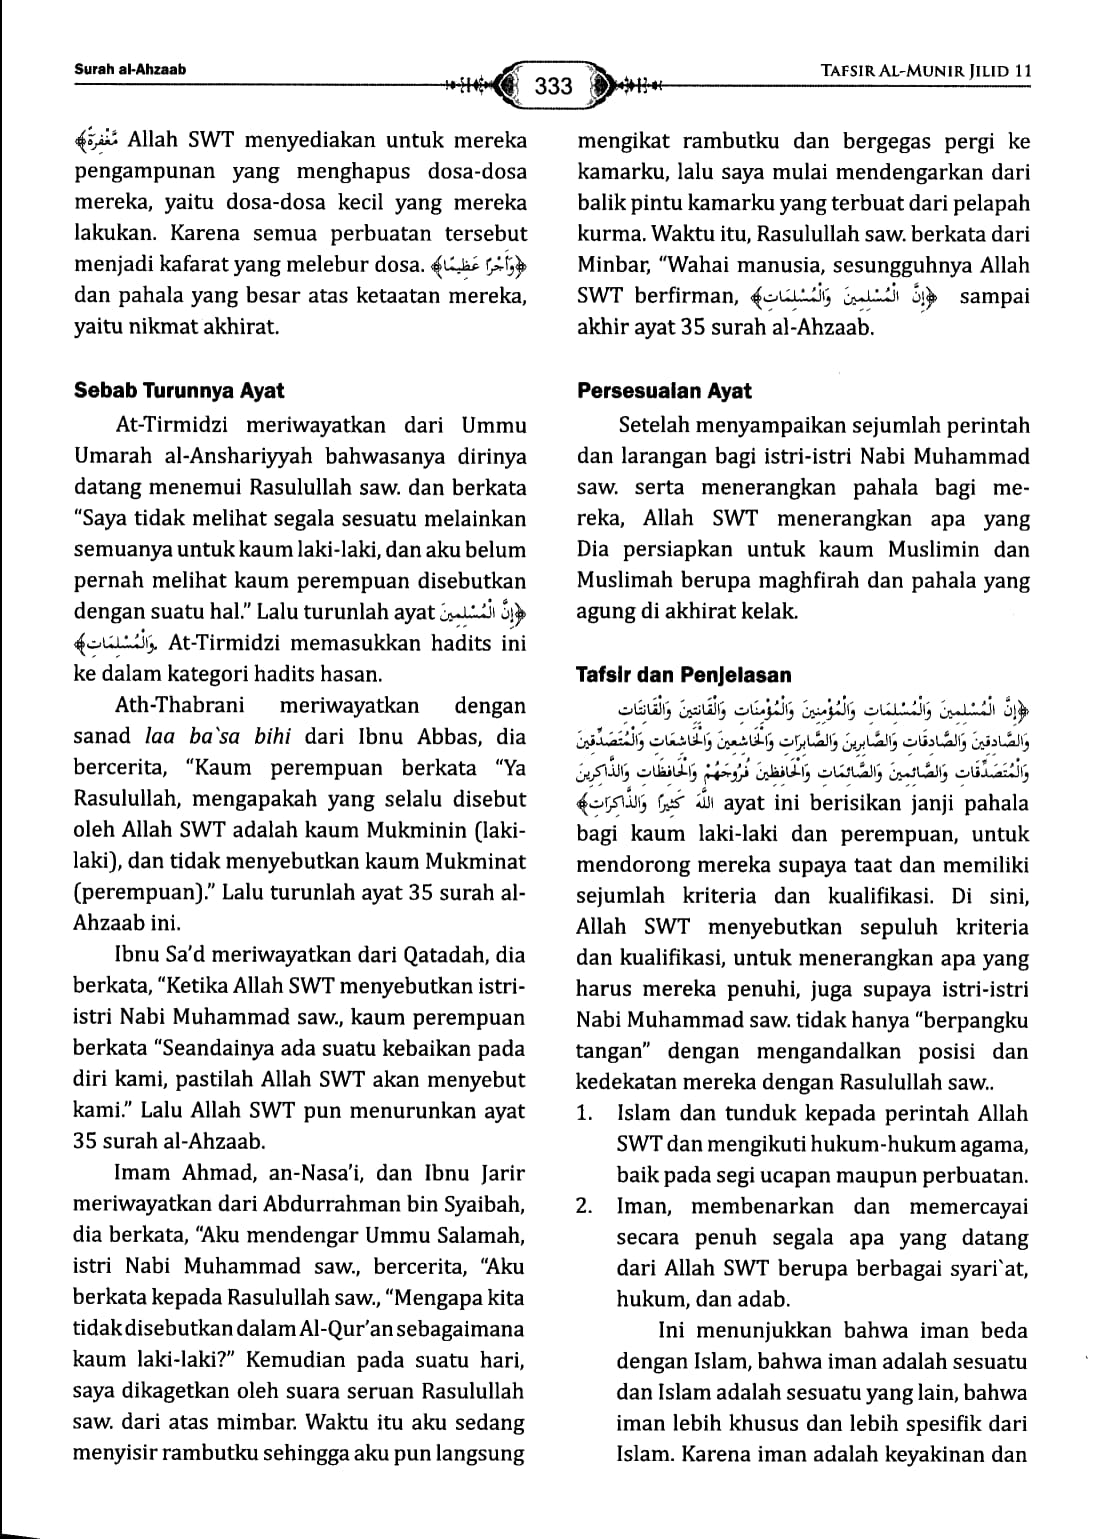 Surah al-Ahzaab
333
TAFSIR AL-MUNIR JILID 11
﴿مَّغْفِرَةً﴾ Allah SWT menyediakan untuk mereka
pengampunan yang menghapus dosa-dosa
mereka, yaitu dosa-dosa kecil yang mereka
lakukan. Karena semua perbuatan tersebut
menjadi kafarat yang melebur dosa. ﴿وَأَجْرًا عَظِيمًا﴾
dan pahala yang besar atas ketaatan mereka,
yaitu nikmat akhirat.
Sebab Turunnya Ayat
At-Tirmidzi meriwayatkan dari Ummu
Umarah al-Anshariyyah bahwasanya dirinya
datang menemui Rasulullah saw. dan berkata
“Saya tidak melihat segala sesuatu melainkan
semuanya untuk kaum laki-laki, dan aku belum
pernah melihat kaum perempuan disebutkan
dengan suatu hal.” Lalu turunlah ayat ﴿إِنَّ الْمُسْلِمِينَ
وَالْمُسْلِمَاتِ﴾. At-Tirmidzi memasukkan hadits ini
ke dalam kategori hadits hasan.
Ath-Thabrani meriwayatkan dengan
sanad laa ba`sa bihi dari Ibnu Abbas, dia
bercerita, “Kaum perempuan berkata “Ya
Rasulullah, mengapakah yang selalu disebut
oleh Allah SWT adalah kaum Mukminin (laki-
laki), dan tidak menyebutkan kaum Mukminat
(perempuan).” Lalu turunlah ayat 35 surah al-
Ahzaab ini.
Ibnu Sa’d meriwayatkan dari Qatadah, dia
berkata, “Ketika Allah SWT menyebutkan istri-
istri Nabi Muhammad saw., kaum perempuan
berkata “Seandainya ada suatu kebaikan pada
diri kami, pastilah Allah SWT akan menyebut
kami.” Lalu Allah SWT pun menurunkan ayat
35 surah al-Ahzaab.
Imam Ahmad, an-Nasa’i, dan Ibnu Jarir
meriwayatkan dari Abdurrahman bin Syaibah,
dia berkata, “Aku mendengar Ummu Salamah,
istri Nabi Muhammad saw., bercerita, “Aku
berkata kepada Rasulullah saw., “Mengapa kita
tidak disebutkan dalam Al-Qur’an sebagaimana
kaum laki-laki?” Kemudian pada suatu hari,
saya dikagetkan oleh suara seruan Rasulullah
saw. dari atas mimbar. Waktu itu aku sedang
menyisir rambutku sehingga aku pun langsung
mengikat rambutku dan bergegas pergi ke
kamarku, lalu saya mulai mendengarkan dari
balik pintu kamarku yang terbuat dari pelapah
kurma. Waktu itu, Rasulullah saw. berkata dari
Minbar, “Wahai manusia, sesungguhnya Allah
SWT berfirman, ﴿إِنَّ الْمُسْلِمِينَ وَالْمُسْلِمَاتِ﴾ sampai
akhir ayat 35 surah al-Ahzaab.
Persesuaian Ayat
Setelah menyampaikan sejumlah perintah
dan larangan bagi istri-istri Nabi Muhammad
saw. serta menerangkan pahala bagi me-
reka, Allah SWT menerangkan apa yang
Dia persiapkan untuk kaum Muslimin dan
Muslimah berupa maghfirah dan pahala yang
agung di akhirat kelak.
Tafsir dan Penjelasan
﴿إِنَّ الْمُسْلِمِينَ وَالْمُسْلِمَاتِ وَالْمُؤْمِنِينَ وَالْمُؤْمِنَاتِ وَالْقَانِتِينَ وَالْقَانِتَاتِ
وَالصَّادِقِينَ وَالصَّادِقَاتِ وَالصَّابِرِينَ وَالصَّابِرَاتِ وَالْخَاشِعِينَ وَالْخَاشِعَاتِ وَالْمُتَصَدِّقِينَ
وَالْمُتَصَدِّقَاتِ وَالصَّائِمِينَ وَالصَّائِمَاتِ وَالْحَافِظِينَ فُرُوجَهُمْ وَالْحَافِظَاتِ وَالذَّاكِرِينَ
اللَّهَ كَثِيرًا وَالذَّاكِرَاتِ﴾ ayat ini berisikan janji pahala
bagi kaum laki-laki dan perempuan, untuk
mendorong mereka supaya taat dan memiliki
sejumlah kriteria dan kualifikasi. Di sini,
Allah SWT menyebutkan sepuluh kriteria
dan kualifikasi, untuk menerangkan apa yang
harus mereka penuhi, juga supaya istri-istri
Nabi Muhammad saw. tidak hanya “berpangku
tangan” dengan mengandalkan posisi dan
kedekatan mereka dengan Rasulullah saw..
1. Islam dan tunduk kepada perintah Allah
SWT dan mengikuti hukum-hukum agama,
baik pada segi ucapan maupun perbuatan.
2. Iman, membenarkan dan memercayai
secara penuh segala apa yang datang
dari Allah SWT berupa berbagai syari`at,
hukum, dan adab.
Ini menunjukkan bahwa iman beda
dengan Islam, bahwa iman adalah sesuatu
dan Islam adalah sesuatu yang lain, bahwa
iman lebih khusus dan lebih spesifik dari
Islam. Karena iman adalah keyakinan dan